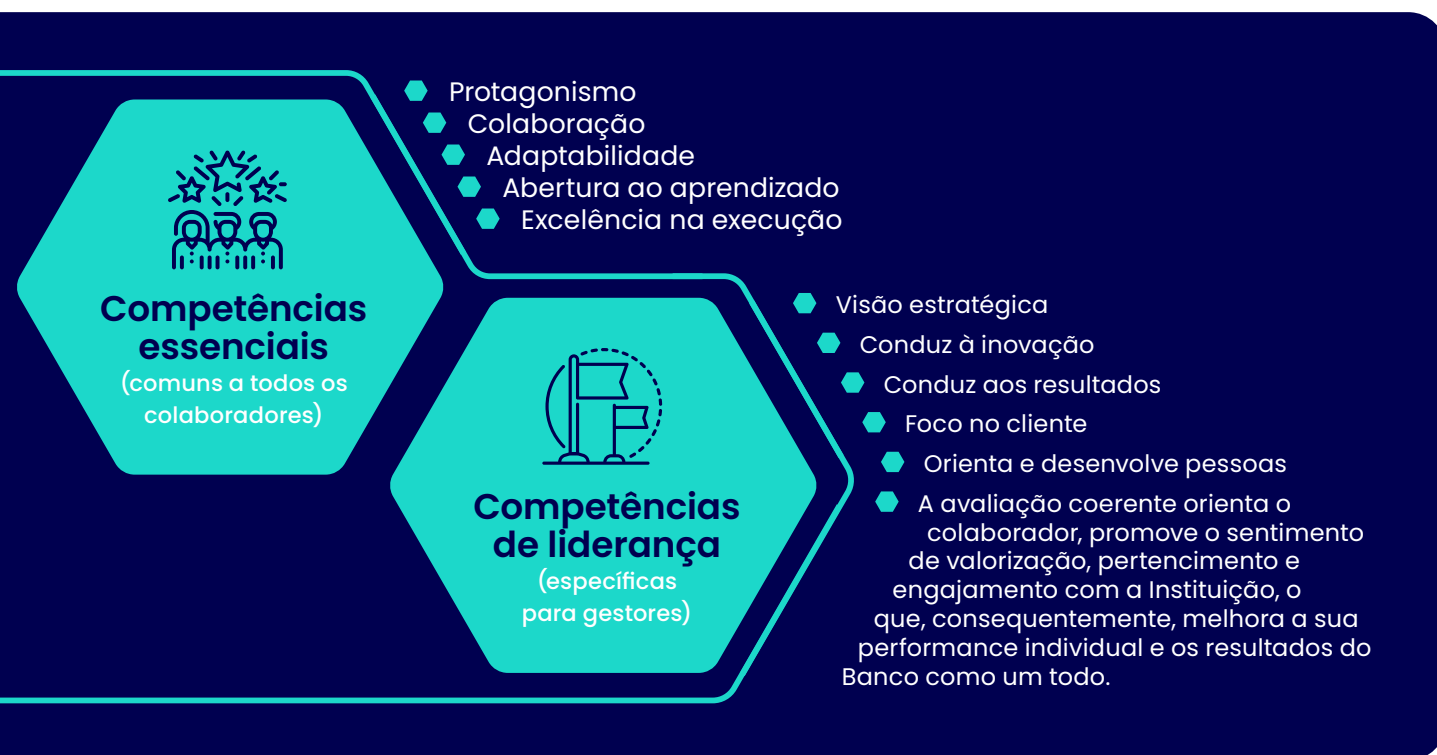 Competências
essenciais
(comuns a todos os
colaboradores)
Protagonismo
Colaboração
Adaptabilidade
Abertura ao aprendizado
Excelência na execução
Competências
de liderança
(específicas
para gestores)
Visão estratégica
Conduz à inovação
Conduz aos resultados
Foco no cliente
Orienta e desenvolve pessoas
A avaliação coerente orienta o
colaborador, promove o sentimento
de valorização, pertencimento e
engajamento com a Instituição, o
que, consequentemente, melhora a sua
performance individual e os resultados do
Banco como um todo.